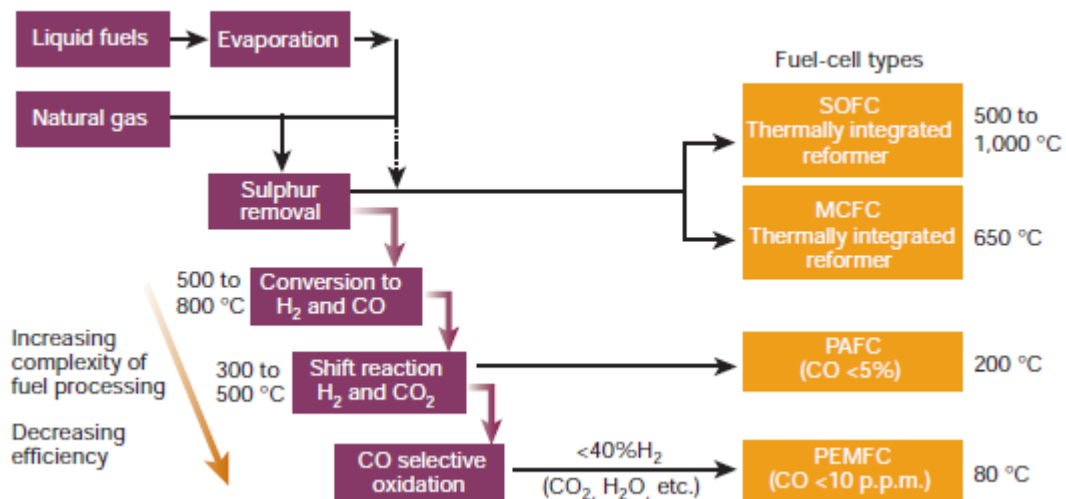 Liquid fuels
Evaporation
Fuel-cell types
Natural gas
SOFC
Thermally integrated
reformer
500 to
1,000 °C
Sulphur
removal
MCFC
Thermally integrated
reformer
650 °C
500 to
800 °C
Conversion to
H₂ and CO
Increasing
complexity of
fuel processing
300 to
500 °C
Shift reaction
H₂ and CO₂
PAFC
(CO <5%)
200 °C
Decreasing
efficiency
CO selective
oxidation
<40%H₂
(CO₂, H₂O, etc.)
PEMFC
(CO <10 p.p.m.)
80 °C